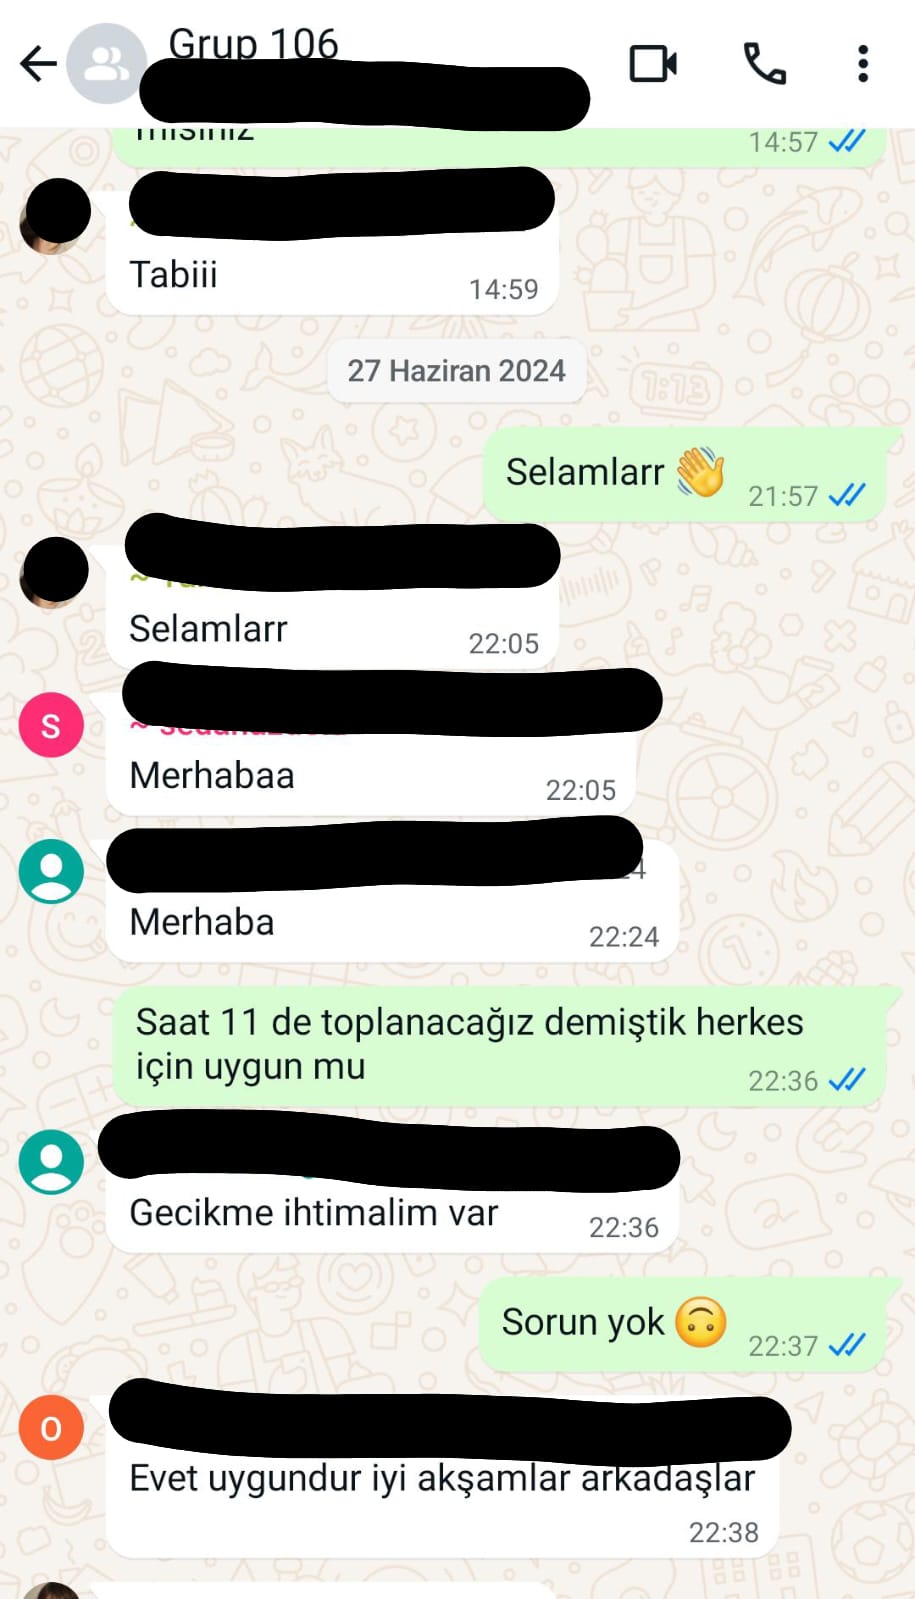 Grup 106
14:57
Tabiii
14:59
27 Haziran 2024
Selamlarr 👋
21:57
Selamlarr
22:05
S
Merhabaa
22:05
Merhaba
22:24
Saat 11 de toplanacağız demiştik herkes
için uygun mu
22:36
Gecikme ihtimalim var
22:36
Sorun yok 🙃
22:37
O
Evet uygundur iyi akşamlar arkadaşlar
22:38